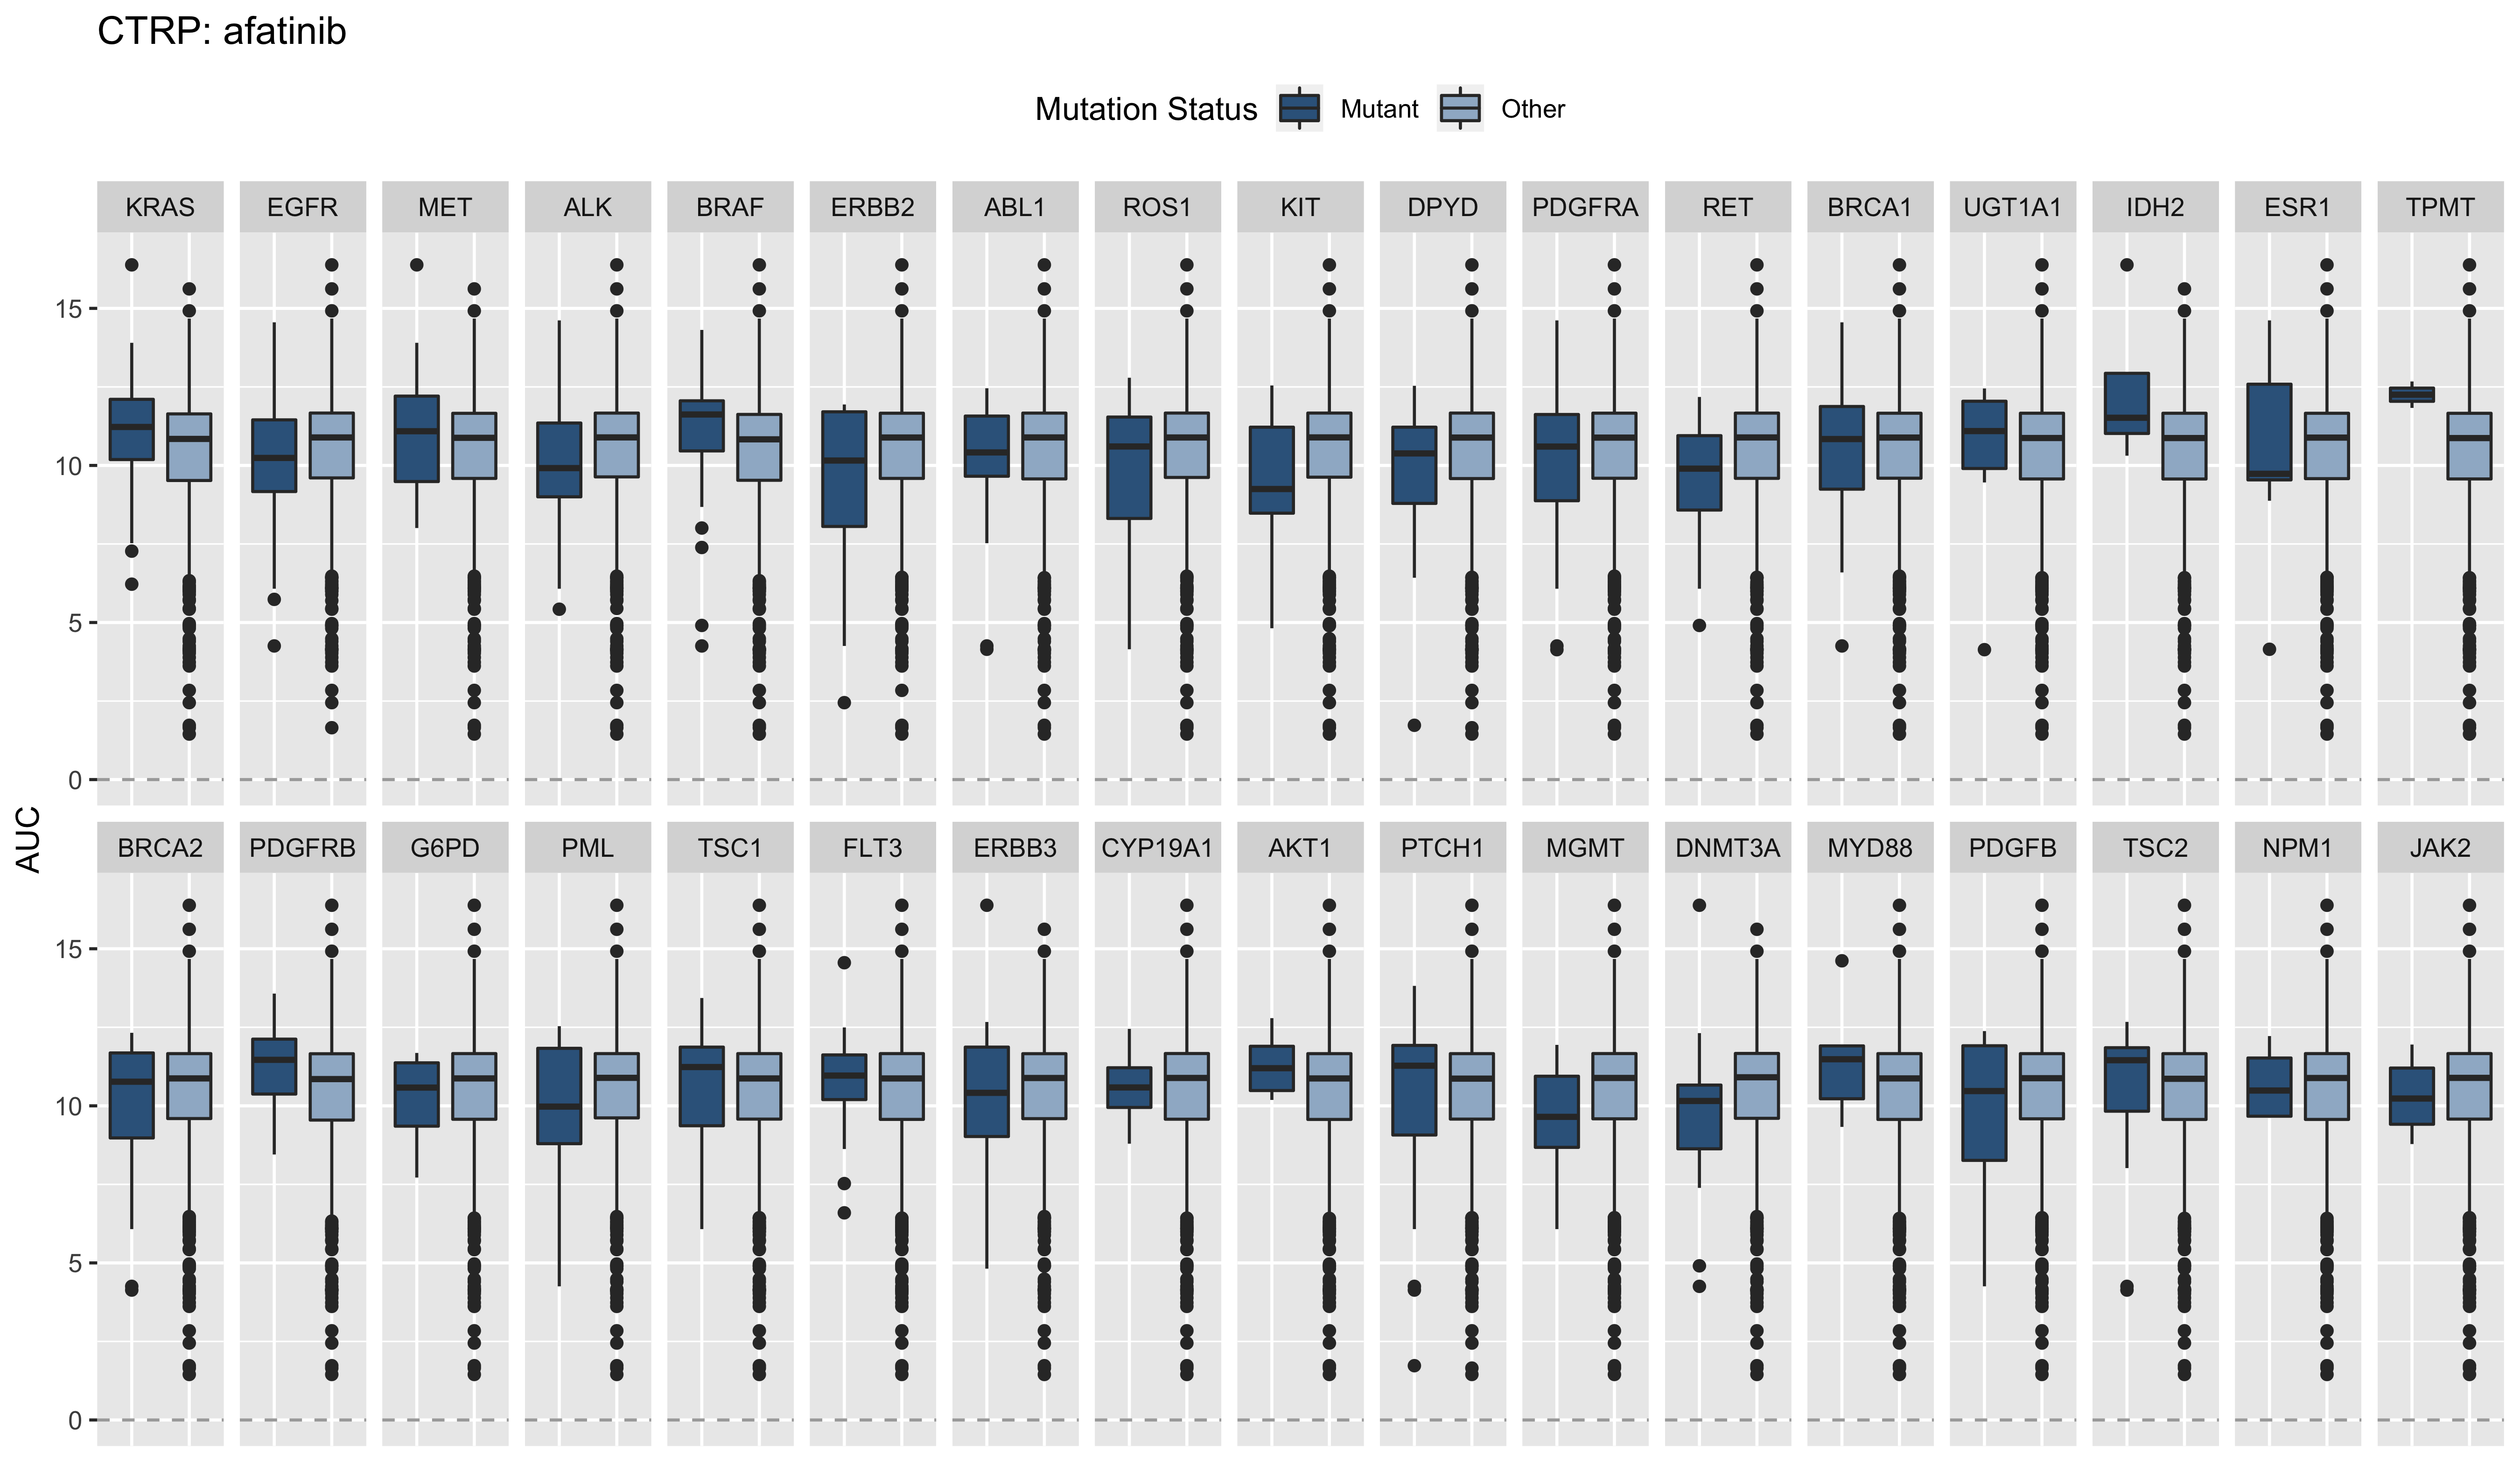 CTRP: afatinib
Mutation Status Mutant Other
KRAS EGFR MET ALK BRAF ERBB2 ABL1 ROS1 KIT DPYD PDGFRA RET BRCA1 UGT1A1 IDH2 ESR1 TPMT
15
10
5
0
AUC
BRCA2 PDGFRB G6PD PML TSC1 FLT3 ERBB3 CYP19A1 AKT1 PTCH1 MGMT DNMT3A MYD88 PDGFB TSC2 NPM1 JAK2
15
10
5
0